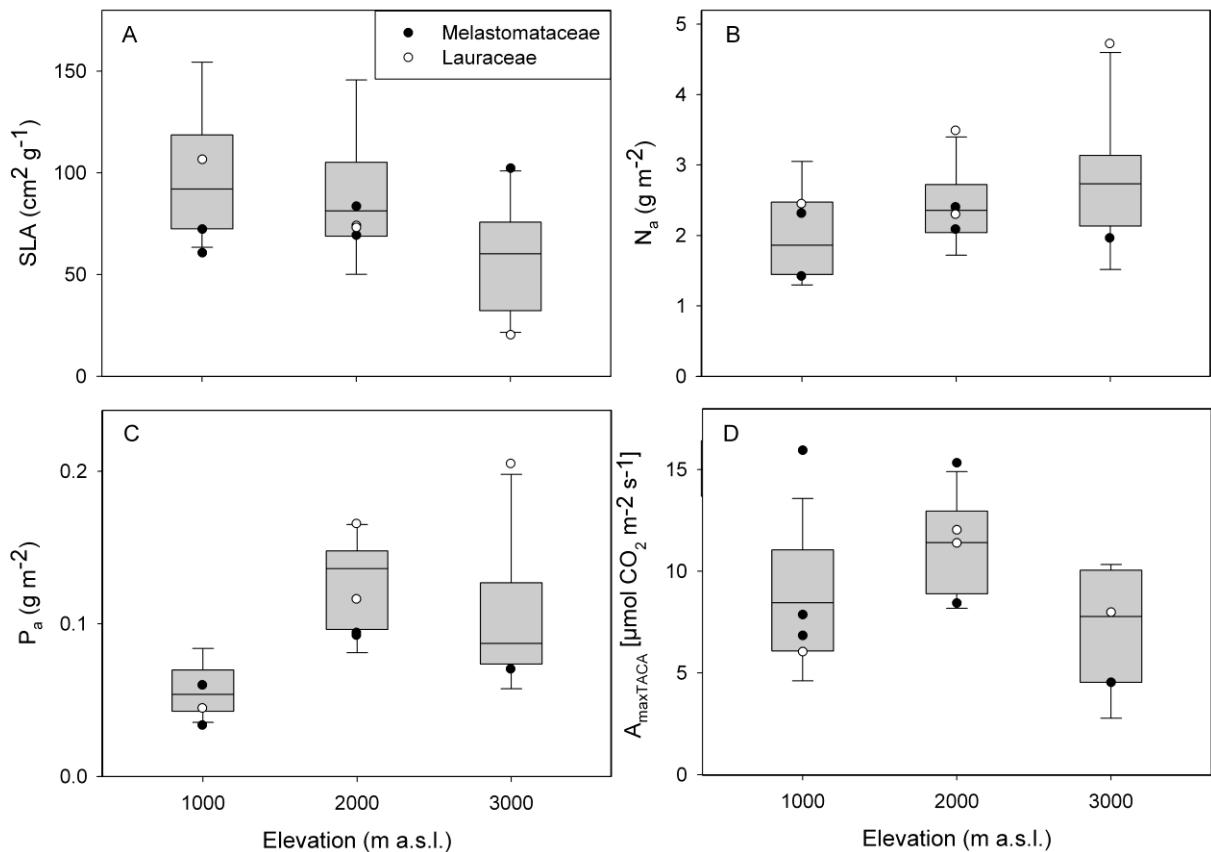 A
Melastomataceae
Lauraceae
SLA (cm² g⁻¹)
150
100
50
0
B
Nₐ (g m⁻²)
5
4
3
2
1
0
C
Pₐ (g m⁻²)
0.2
0.1
0.0
1000 2000 3000
Elevation (m a.s.l.)
D
AₘₐₓTACA [µmol CO₂ m-² s⁻¹]
15
10
5
0
1000 2000 3000
Elevation (m a.s.l.)